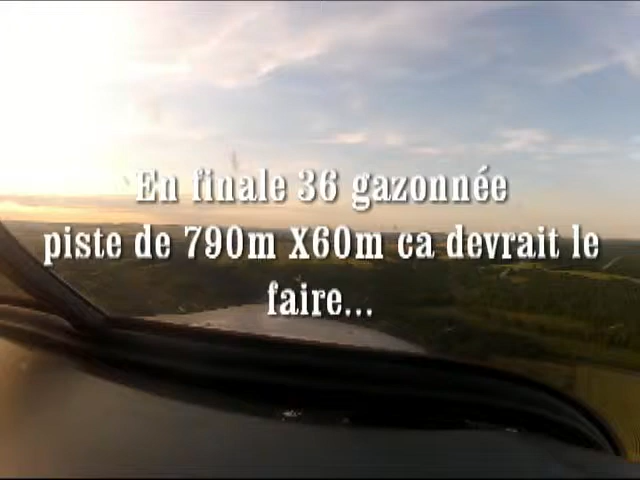 En finale 36 gazonnée
piste de 790m X60m ca devrait le
faire...